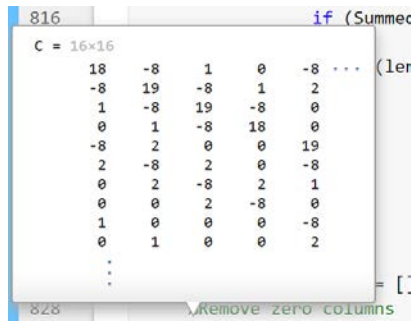 816 if (Summed
C = 16×16
18 -8 1 0 -8 ··· (len
-8 19 -8 1 2
1 -8 19 -8 0
0 1 -8 18 0
-8 2 0 0 19
2 -8 2 0 -8
0 2 -8 2 1
0 0 2 -8 0
1 0 0 0 -8
0 1 0 0 2
⋮ = []
828 %Remove zero columns